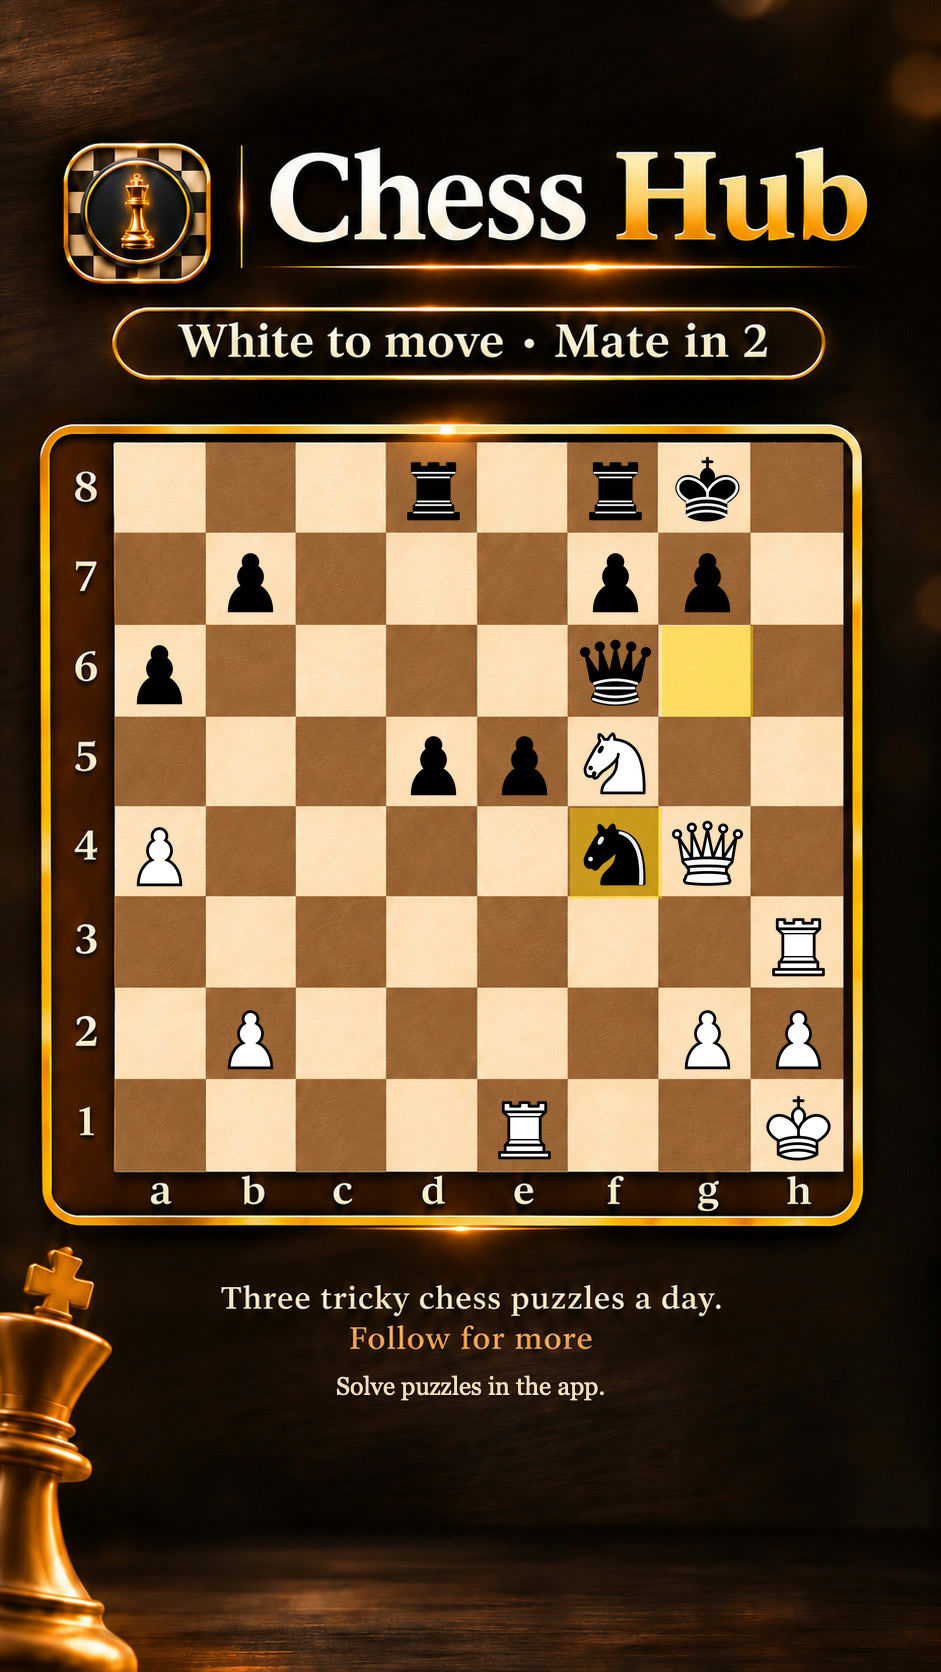 Chess Hub
White to move • Mate in 2
8
7
6
5
4
3
2
1
a b c d e f g h
Three tricky chess puzzles a day.
Follow for more
Solve puzzles in the app.